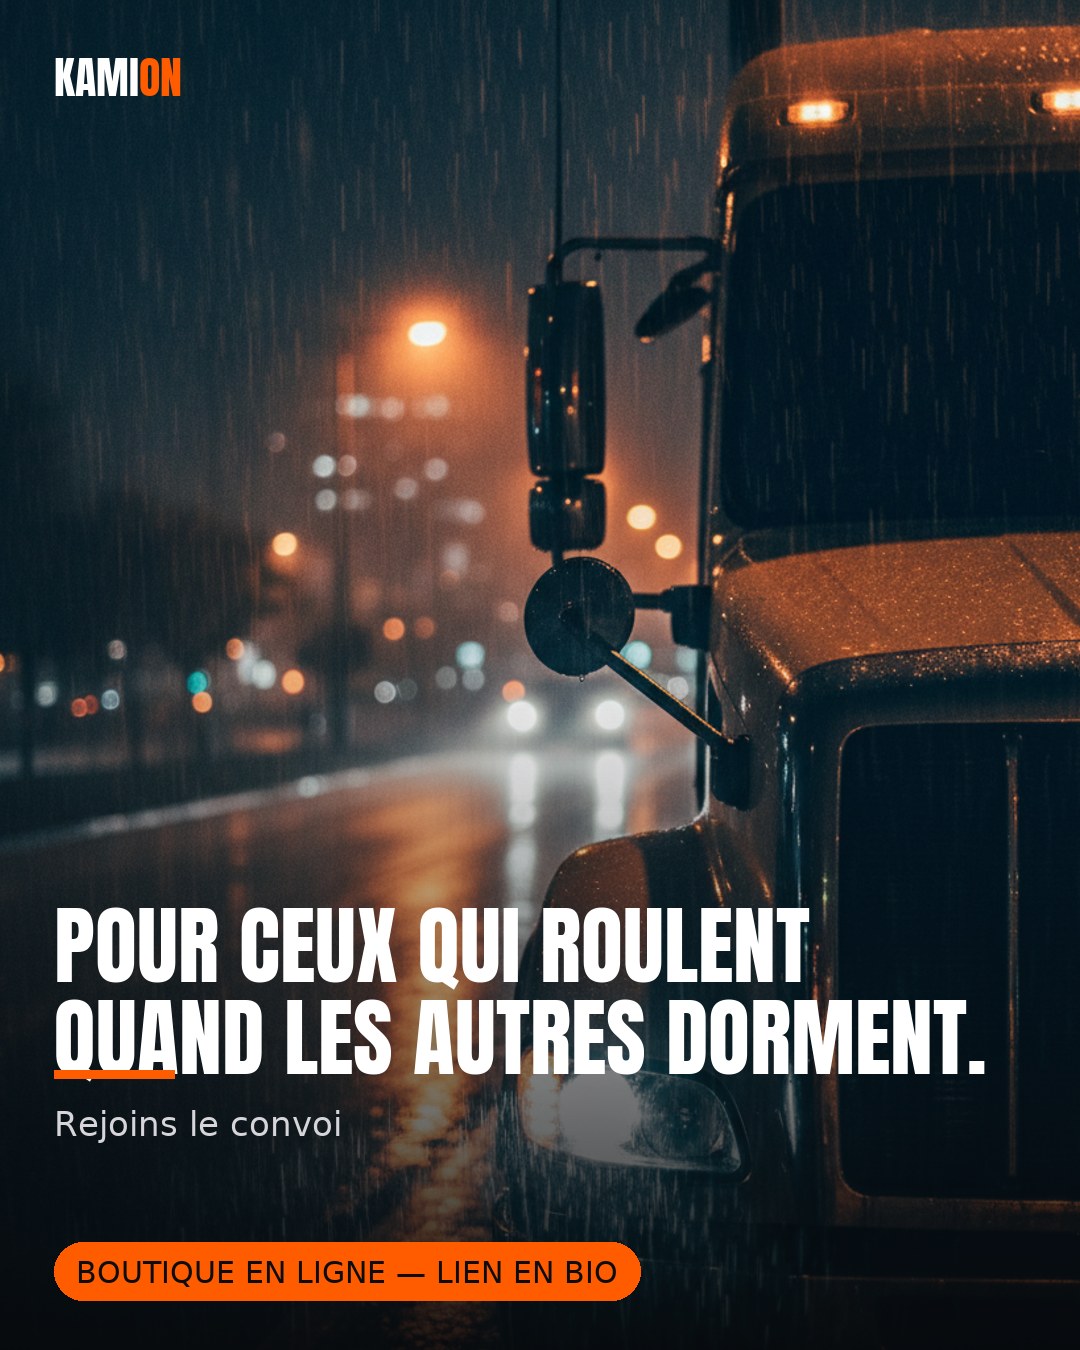 KAMION
POUR CEUX QUI ROULENT
QUAND LES AUTRES DORMENT.
Rejoins le convoi
BOUTIQUE EN LIGNE — LIEN EN BIO